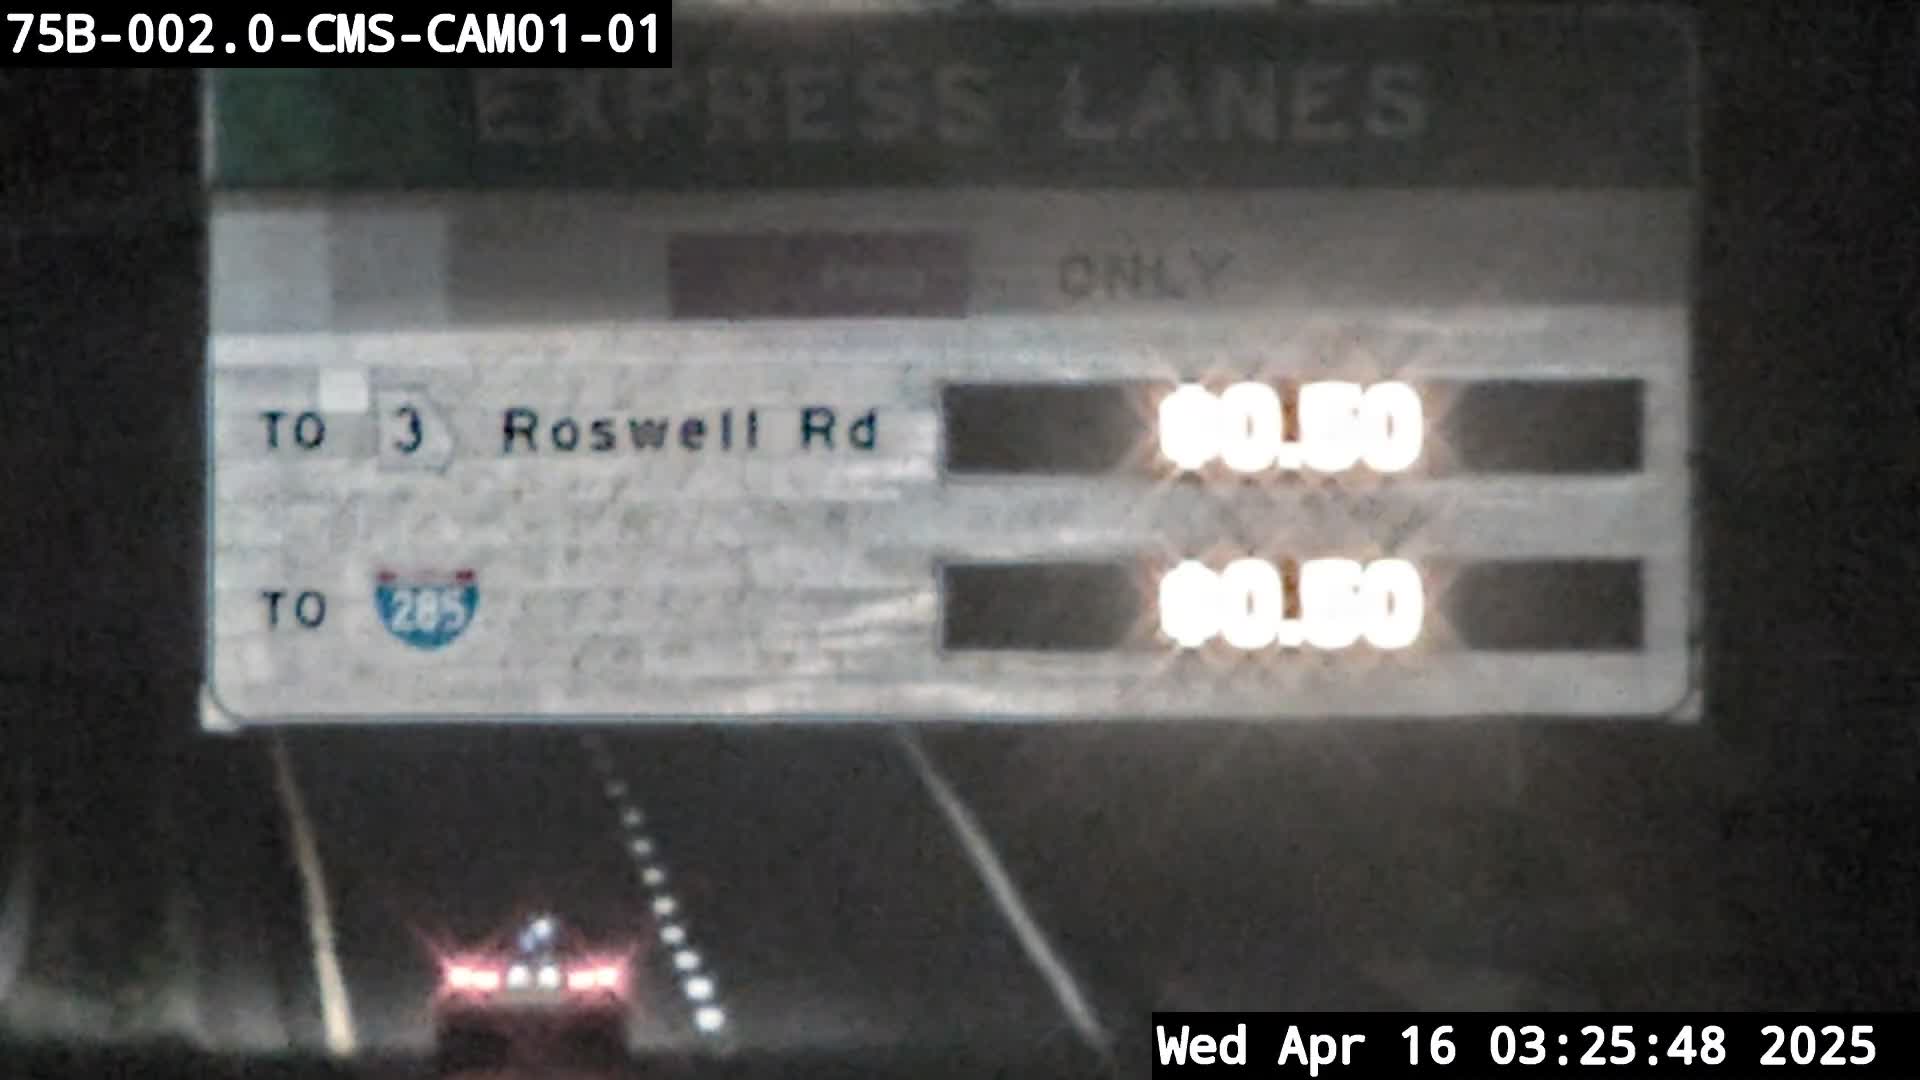 75B-002.0-CMS-CAM01-01
EXPRESS LANES
ONLY
TO 3 Roswell Rd $0.50
TO 285 $0.50
Wed Apr 16 03:25:48 2025